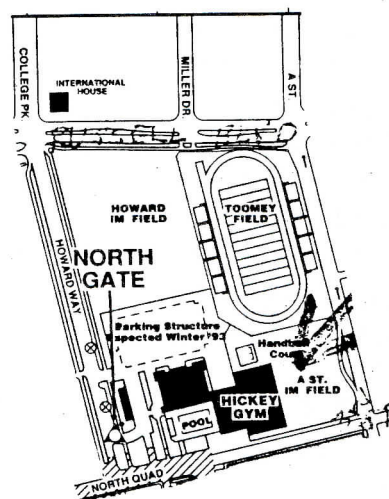 COLLEGE PK.
INTERNATIONAL
HOUSE
MILLER DR.
A ST.
HOWARD
IM FIELD
TOOMEY
FIELD
HOWARD WAY
NORTH
GATE
Parking Structure
Expected Winter '93
Handball
Court
A ST.
IM FIELD
HICKEY
GYM
POOL
NORTH QUAD